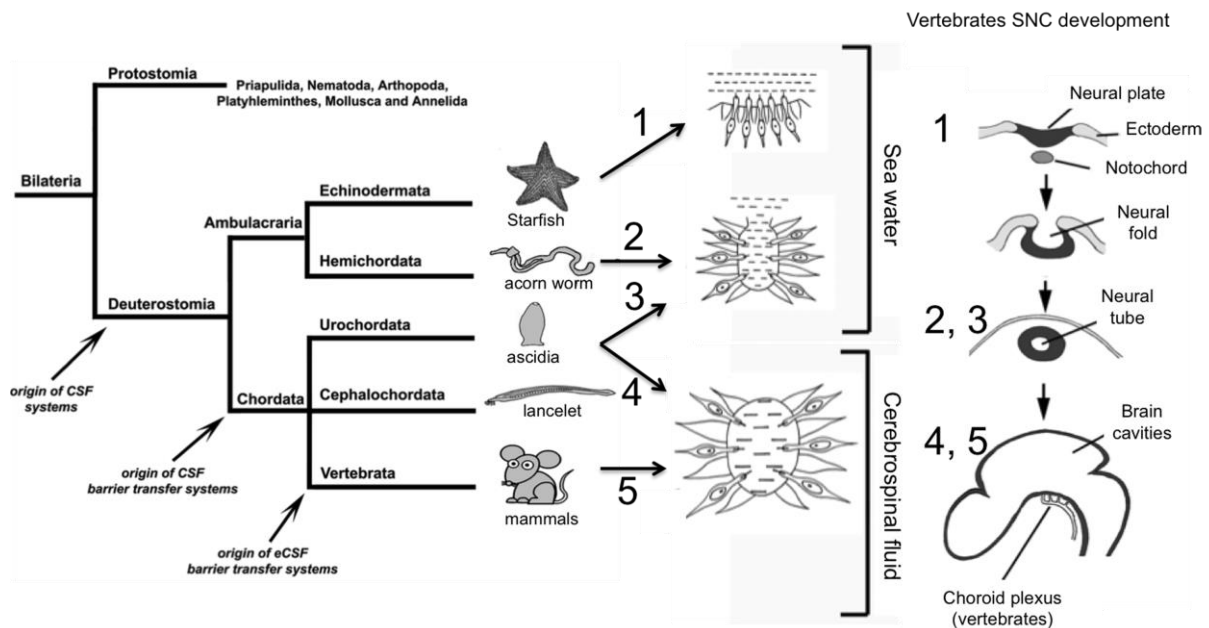 Vertebrates SNC development
Protostomia
Priapulida, Nematoda, Arthopoda,
Platyhleminthes, Mollusca and Annelida
Bilateria
Deuterostomia
origin of CSF
systems
Ambulacraria
Echinodermata
Hemichordata
Chordata
origin of CSF
barrier transfer systems
Urochordata
Cephalochordata
Vertebrata
origin of eCSF
barrier transfer systems
Starfish
acorn worm
ascidia
lancelet
mammals
1
2
3
4
5
Sea water
Cerebrospinal fluid
1
Neural plate
Ectoderm
Notochord
Neural
fold
2, 3
Neural
tube
4, 5
Brain
cavities
Choroid plexus
(vertebrates)